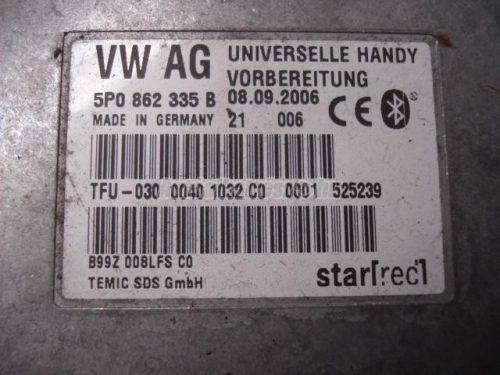 VW AG UNIVERSELLE HANDY
VORBEREITUNG
5P0 862 335 B 08.09.2006
MADE IN GERMANY 21 006
CE
TFU-030 0040 1032 C0 0001 525239
B99Z 008LFS C0
TEMIC SDS GmbH
star[rec]